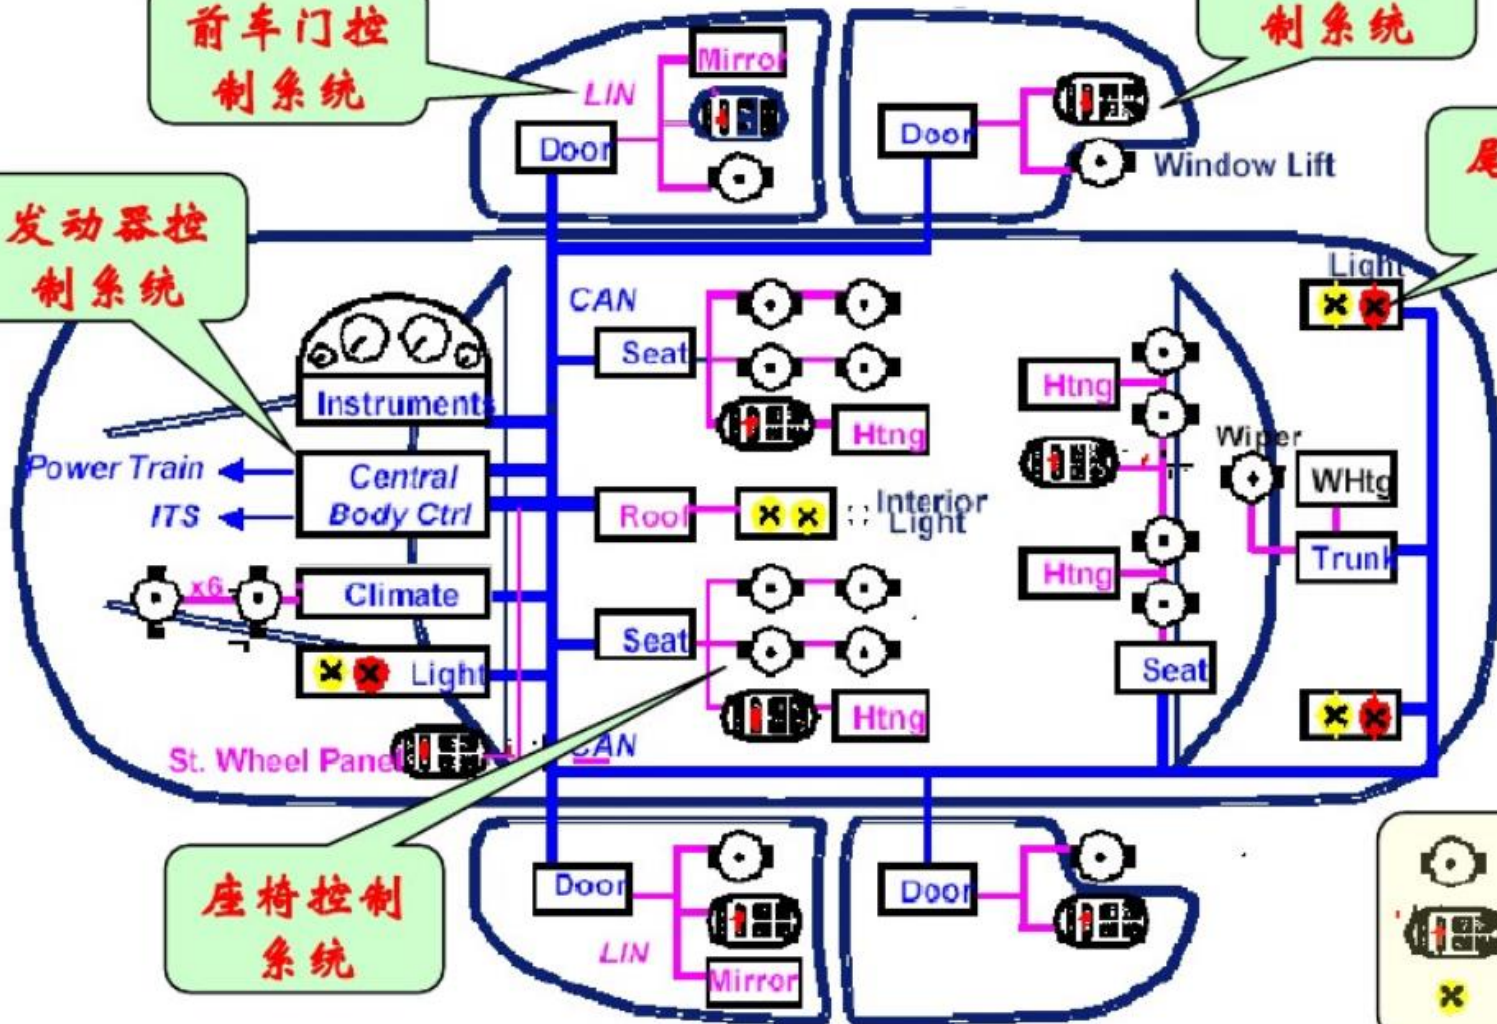 前车门控
制系统
制系统
Mirror
LIN
Door
Door
Window Lift
尾
发动器控
制系统
Light
CAN
Seat
Instruments
Htng
Htng
Wiper
Power Train
Central
Body Ctrl
WHtg
ITS
Roof
Interior
Light
Trunk
x6
Climate
Htng
Seat
Light
Seat
Htng
St. Wheel Panel
CAN
座椅控制
系统
Door
Door
LIN
Mirror